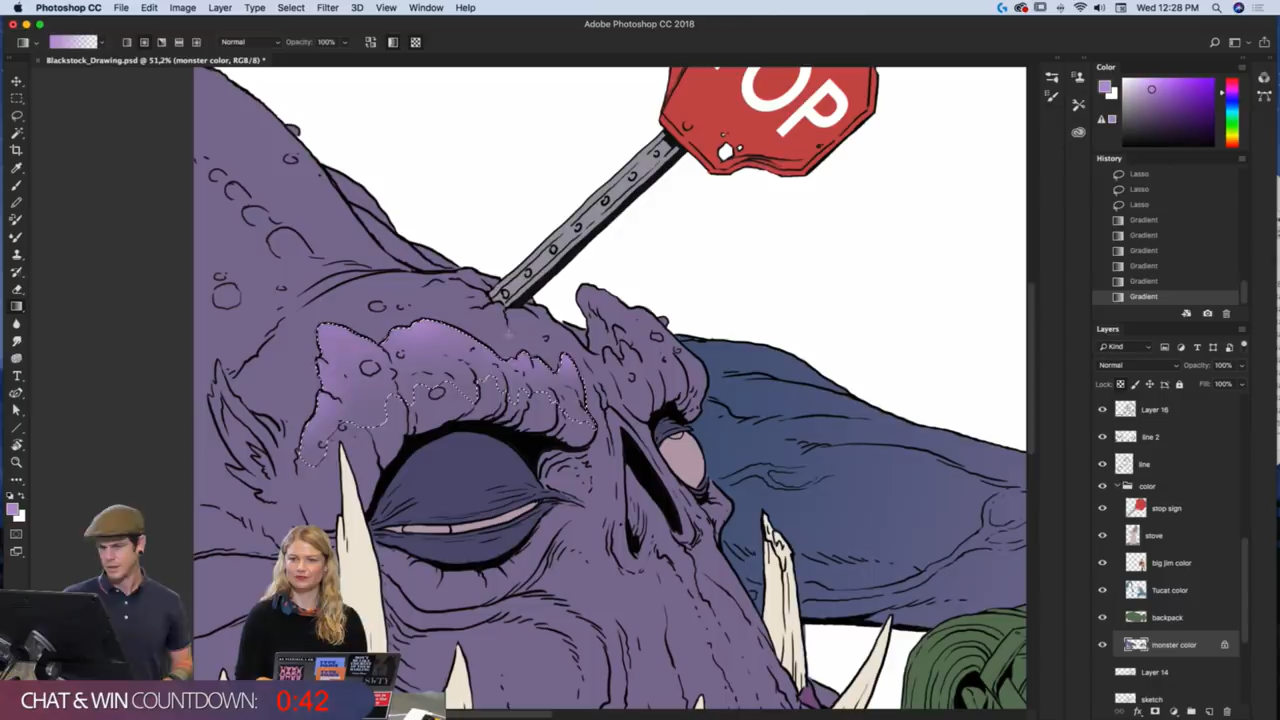 Photoshop CC File Edit Image Layer Type Select Filter 3D View Window Help Wed 12:28 PM
Adobe Photoshop CC 2018
Normal Opacity: 100%
Blackstock_Drawing.psd @ 51,2% (monster color, RGB/8) *
Color
OP
History
Lasso
Lasso
Lasso
Gradient
Gradient
Gradient
Gradient
Gradient
Gradient
Layers
Kind
Normal Opacity: 100%
Lock: Fill: 100%
Layer 16
line 2
line
color
stop sign
stove
big jim color
Tucat color
backpack
monster color
Layer 14
sketch
CHAT & WIN COUNTDOWN: 0:42